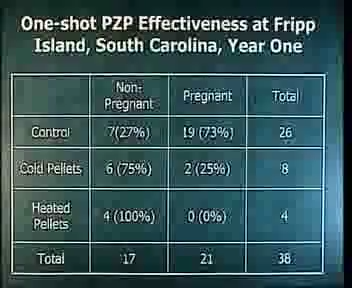 One-shot PZP Effectiveness at Fripp
Island, South Carolina, Year One
Non-
Pregnant Pregnant Total
Control 7(27%) 19 (73%) 26
Cold Pellets 6 (75%) 2 (25%) 8
Heated
Pellets 4 (100%) 0 (0%) 4
Total 17 21 38